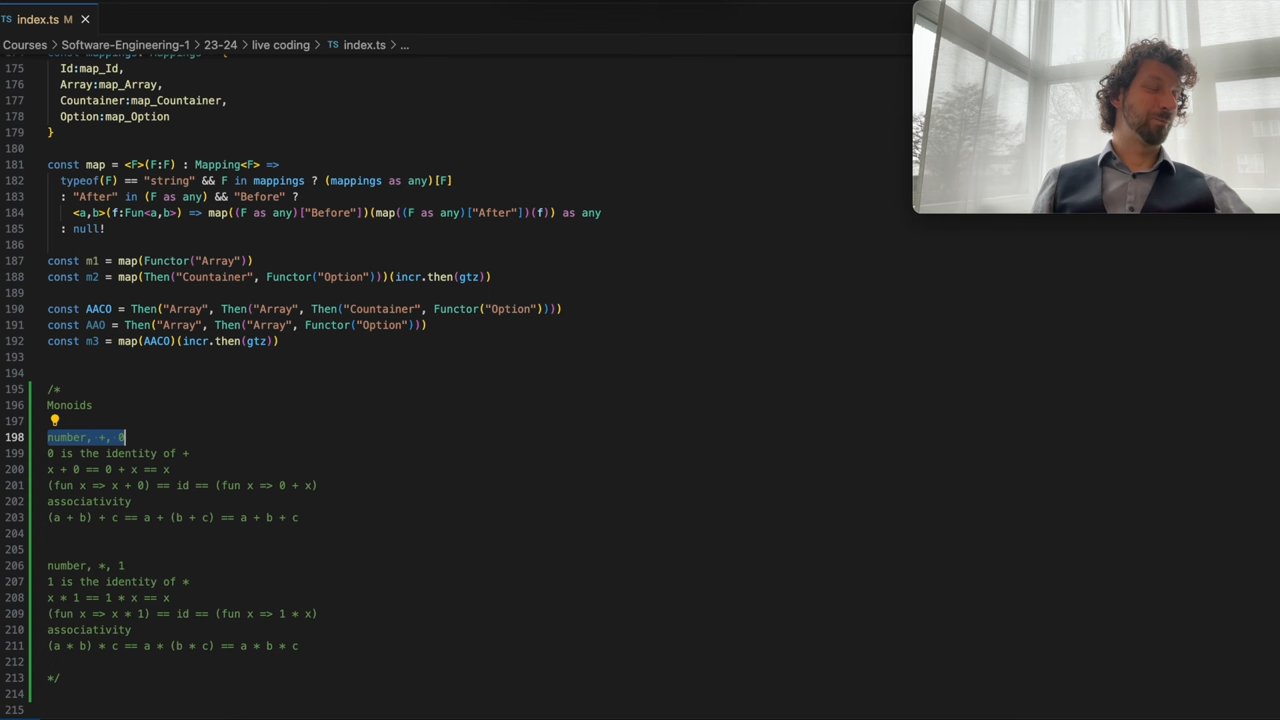 TS index.ts M ×
Courses > Software-Engineering-1 > 23-24 > live coding > TS index.ts > ...
175 Id:map_Id,
176 Array:map_Array,
177 Countainer:map_Countainer,
178 Option:map_Option
179 }
180
181 const map = <F>(F:F) : Mapping<F> =>
182 typeof(F) == "string" && F in mappings ? (mappings as any)[F]
183 : "After" in (F as any) && "Before" ?
184 <a,b>(f:Fun<a,b>) => map((F as any)["Before"])(map((F as any)["After"])(f)) as any
185 : null!
186
187 const m1 = map(Functor("Array"))
188 const m2 = map(Then("Countainer", Functor("Option")))(incr.then(gtz))
189
190 const AACO = Then("Array", Then("Array", Then("Countainer", Functor("Option"))))
191 const AAO = Then("Array", Then("Array", Functor("Option")))
192 const m3 = map(AACO)(incr.then(gtz))
193
194
195 /*
196 Monoids
197
198 number, +, 0
199 0 is the identity of +
200 x + 0 == 0 + x == x
201 (fun x => x + 0) == id == (fun x => 0 + x)
202 associativity
203 (a + b) + c == a + (b + c) == a + b + c
204
205
206 number, *, 1
207 1 is the identity of *
208 x * 1 == 1 * x == x
209 (fun x => x * 1) == id == (fun x => 1 * x)
210 associativity
211 (a * b) * c == a * (b * c) == a * b * c
212
213 */
214
215